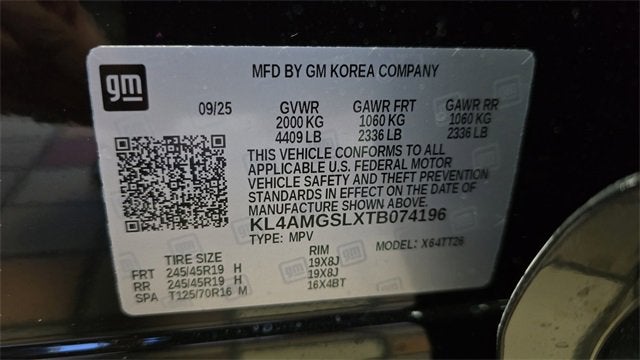 gm
MFD BY GM KOREA COMPANY
09/25 GVWR GAWR FRT GAWR RR
2000 KG 1060 KG 1060 KG
4409 LB 2336 LB 2336 LB
THIS VEHICLE CONFORMS TO ALL
APPLICABLE U.S. FEDERAL MOTOR
VEHICLE SAFETY AND THEFT PREVENTION
STANDARDS IN EFFECT ON THE DATE OF
MANUFACTURE SHOWN ABOVE.
KL4AMGSLXTB074196
TYPE: MPV MODEL: X64TT26
TIRE SIZE RIM
FRT 245/45R19 H 19X8J
RR 245/45R19 H 19X8J
SPA T125/70R16 M 16X4BT